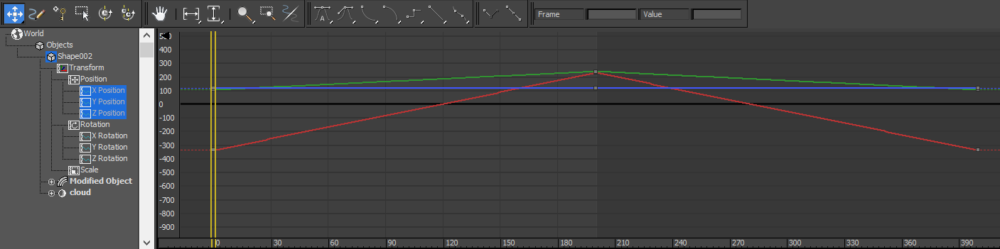 Frame
Value
World
Objects
Shape002
Transform
Position
X Position
Y Position
Z Position
Rotation
X Rotation
Y Rotation
Z Rotation
Scale
Modified Object
cloud
500
400
300
200
100
0
-100
-200
-300
-400
-500
-600
-700
-800
-900
0 30 60 90 120 150 180 210 240 270 300 330 360 390